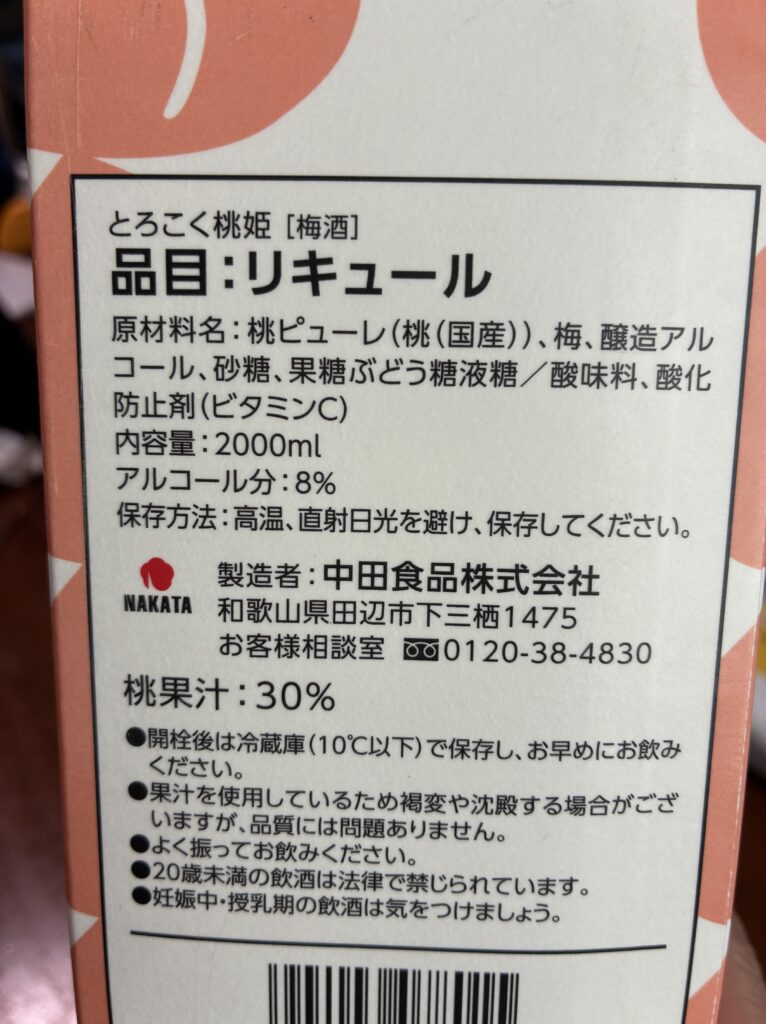 とろこく桃姫［梅酒］
品目：リキュール
原材料名：桃ピューレ（桃（国産））、梅、醸造アル
コール、砂糖、果糖ぶどう糖液糖／酸味料、酸化
防止剤（ビタミンC）
内容量：2000ml
アルコール分：8%
保存方法：高温、直射日光を避け、保存してください。
製造者：中田食品株式会社
NAKATA
和歌山県田辺市下三栖1475
お客様相談室 0120-38-4830
桃果汁：30%
●開栓後は冷蔵庫（10℃以下）で保存し、お早めにお飲み
ください。
●果汁を使用しているため褐変や沈殿する場合がござ
いますが、品質には問題ありません。
●よく振ってお飲みください。
●20歳未満の飲酒は法律で禁じられています。
●妊娠中・授乳期の飲酒は気をつけましょう。